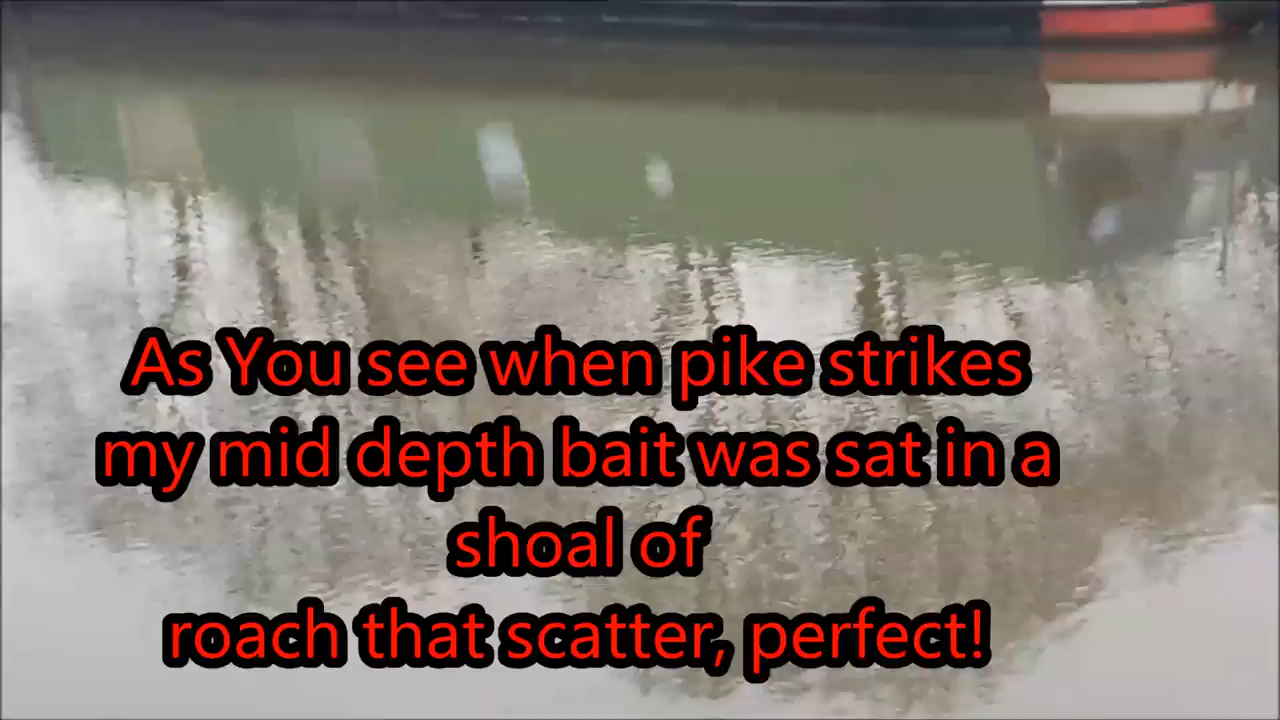 As You see when pike strikes
my mid depth bait was sat in a
shoal of
roach that scatter, perfect!